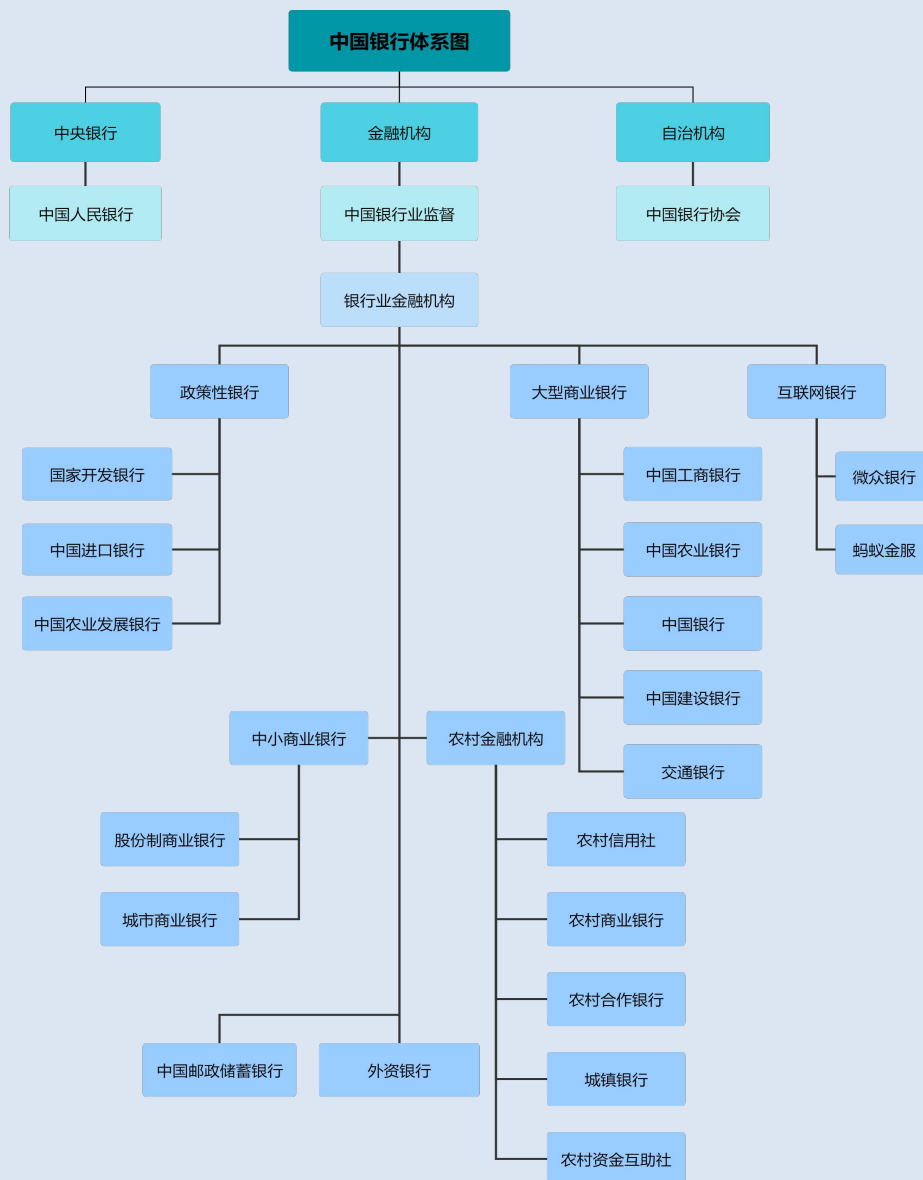 中国银行体系图
中央银行
金融机构
自治机构
中国人民银行
中国银行业监督
中国银行协会
银行业金融机构
政策性银行
大型商业银行
互联网银行
国家开发银行
中国工商银行
微众银行
中国进口银行
中国农业银行
蚂蚁金服
中国农业发展银行
中国银行
中国建设银行
中小商业银行
农村金融机构
交通银行
股份制商业银行
农村信用社
城市商业银行
农村商业银行
农村合作银行
中国邮政储蓄银行
外资银行
城镇银行
农村资金互助社